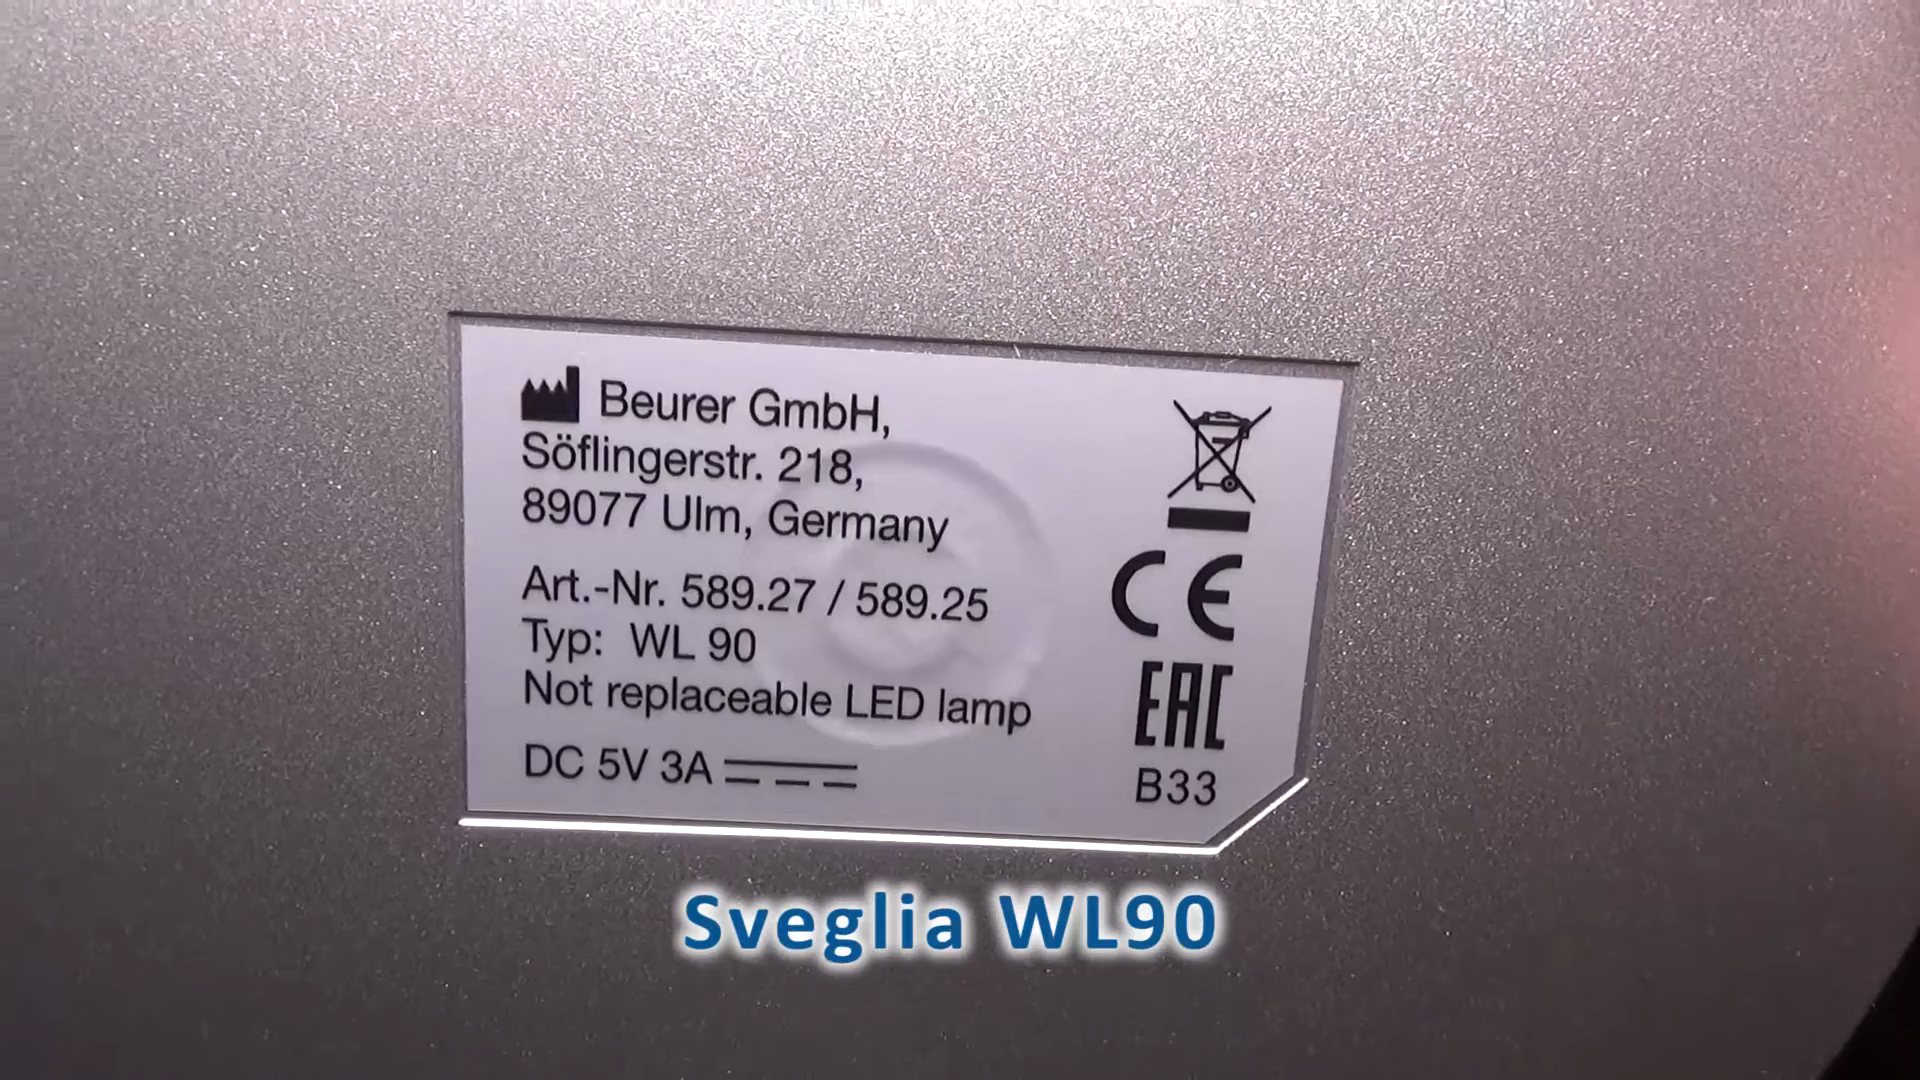 Beurer GmbH,
Söflingerstr. 218,
89077 Ulm, Germany
Art.-Nr. 589.27 / 589.25
Typ: WL 90
Not replaceable LED lamp
DC 5V 3A
CE
EAC
B33
Sveglia WL90